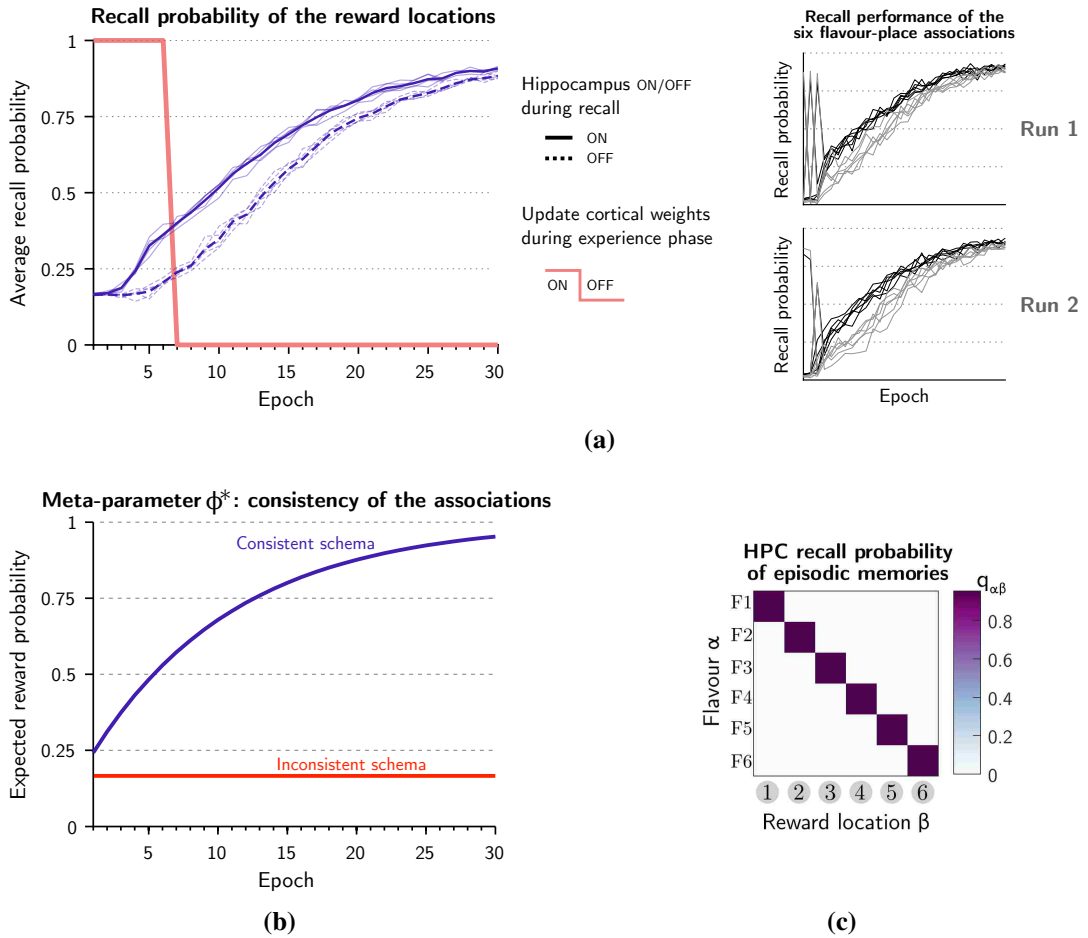 Recall probability of the reward locations
Average recall probability
1
0.75
0.5
0.25
0
5
10
15
20
25
30
Epoch
Hippocampus ON/OFF
during recall
ON
OFF
Update cortical weights
during experience phase
ON
OFF
Recall performance of the
six flavour-place associations
Recall probability
Run 1
Recall probability
Run 2
Epoch
(a)
Meta-parameter ϕ*: consistency of the associations
Expected reward probability
1
0.75
0.5
0.25
0
Consistent schema
Inconsistent schema
5
10
15
20
25
30
Epoch
(b)
HPC recall probability
of episodic memories
qαβ
Flavour α
F1
F2
F3
F4
F5
F6
1 2 3 4 5 6
Reward location β
0.8
0.6
0.4
0.2
0
(c)